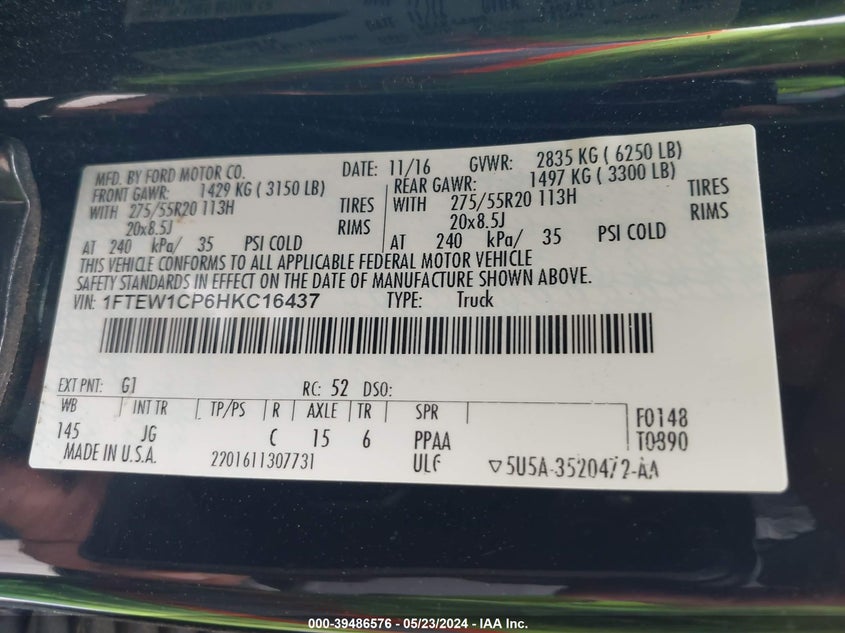 MFD. BY FORD MOTOR CO. DATE: 11/16 GVWR: 2835 KG ( 6250 LB)
FRONT GAWR: 1429 KG ( 3150 LB) REAR GAWR: 1497 KG ( 3300 LB)
WITH 275/55R20 113H TIRES WITH 275/55R20 113H TIRES
20x8.5J RIMS 20x8.5J RIMS
AT 240 kPa/ 35 PSI COLD AT 240 kPa/ 35 PSI COLD
THIS VEHICLE CONFORMS TO ALL APPLICABLE FEDERAL MOTOR VEHICLE
SAFETY STANDARDS IN EFFECT ON THE DATE OF MANUFACTURE SHOWN ABOVE.
VIN: 1FTEW1CP6HKC16437 TYPE: Truck
EXT PNT: G1 RC: 52 DSO:
WB INT TR TP/PS R AXLE TR SPR F0148
145 JG C 15 6 PPAA T0890
MADE IN U.S.A. 2201611307731 ULF ▽5U5A-3520472-AA
000-39486576 - 05/23/2024 - IAA Inc.